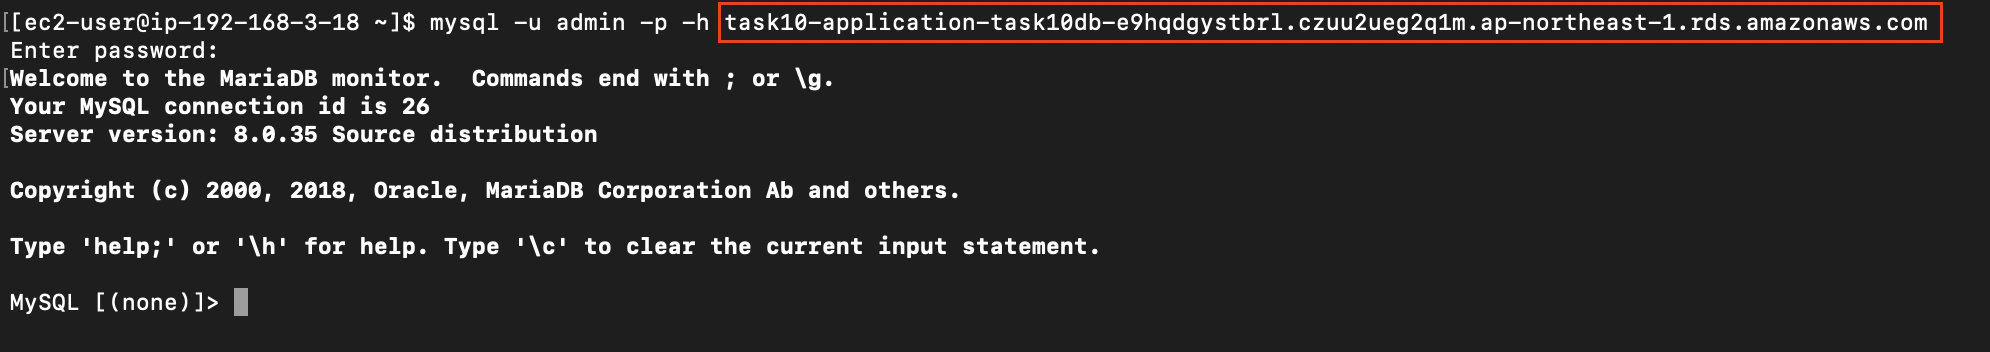 [[ec2-user@ip-192-168-3-18 ~]$ mysql -u admin -p -h task10-application-task10db-e9hqdgystbrl.czuu2ueg2q1m.ap-northeast-1.rds.amazonaws.com
Enter password:
[Welcome to the MariaDB monitor.  Commands end with ; or \g.
Your MySQL connection id is 26
Server version: 8.0.35 Source distribution
Copyright (c) 2000, 2018, Oracle, MariaDB Corporation Ab and others.
Type 'help;' or '\h' for help. Type '\c' to clear the current input statement.
MySQL [(none)]>